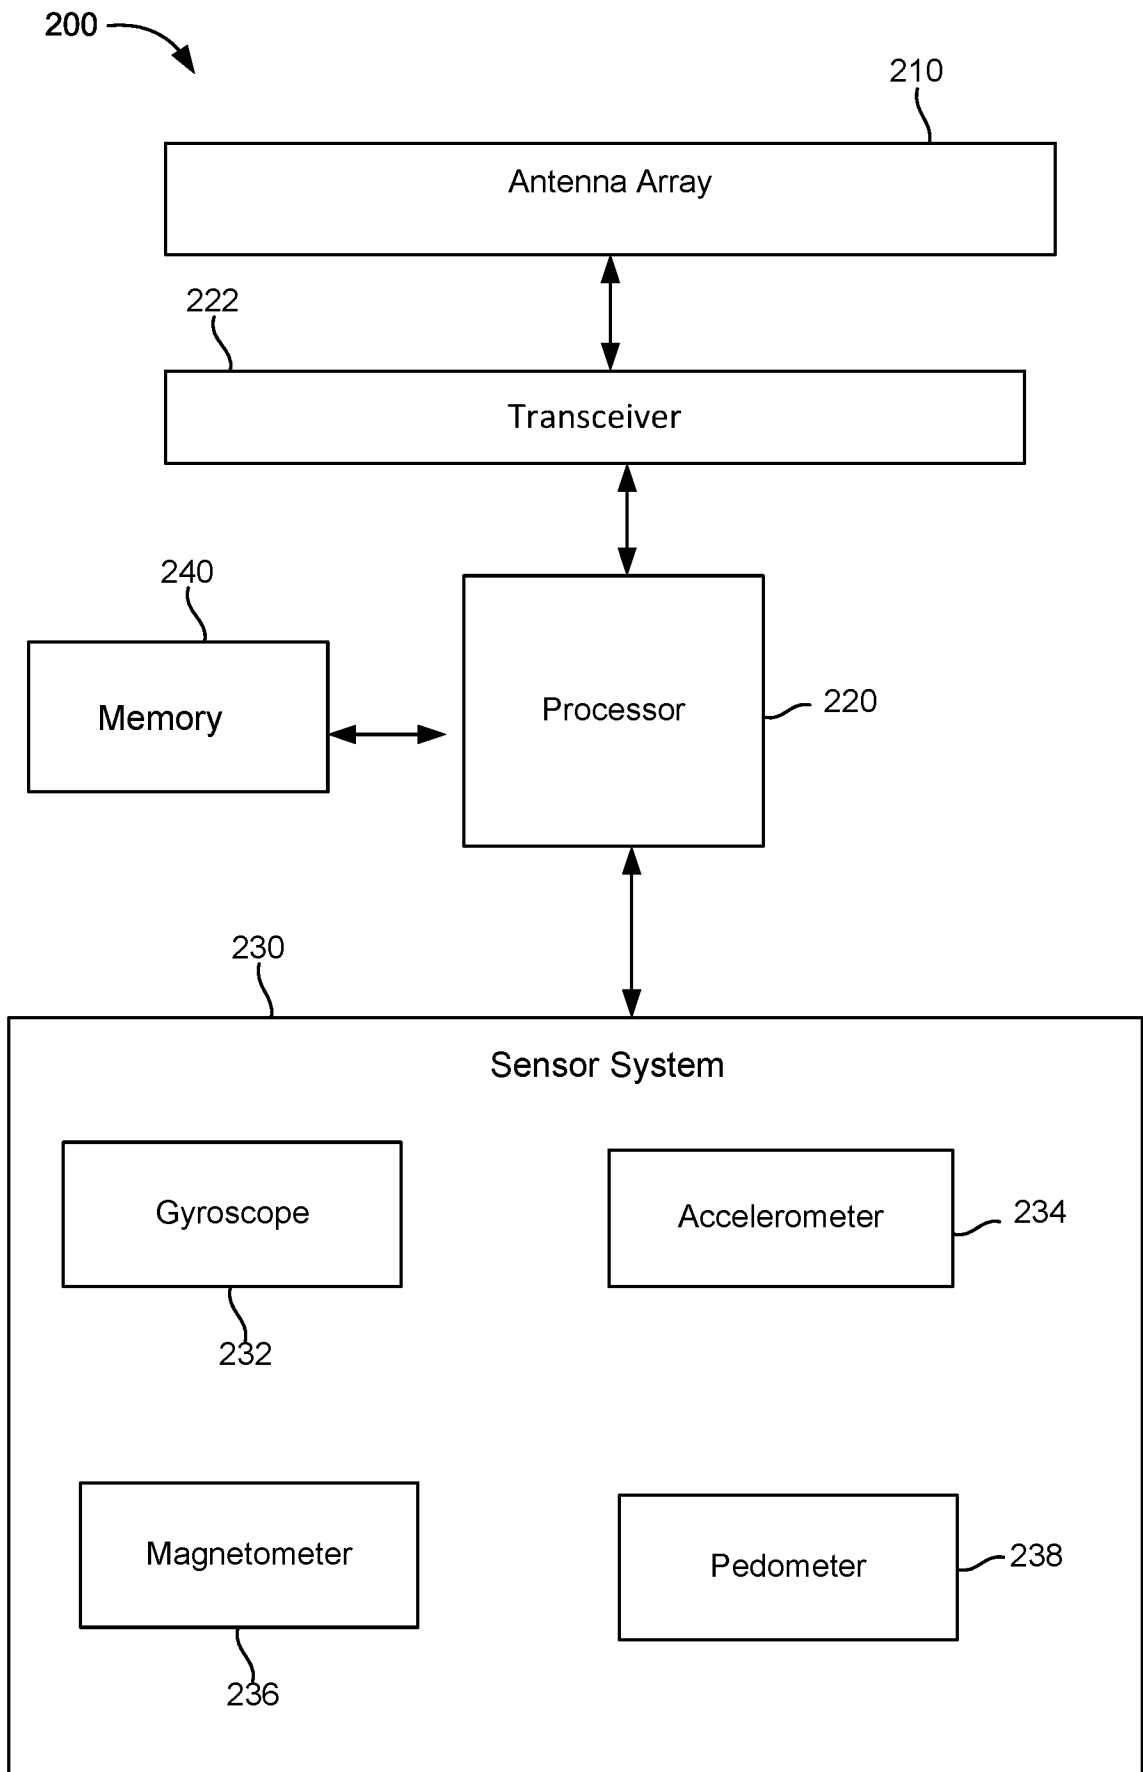 200
210
Antenna Array
222
Transceiver
240
Memory
Processor
220
230
Sensor System
Gyroscope
232
Accelerometer
234
Magnetometer
236
Pedometer
238